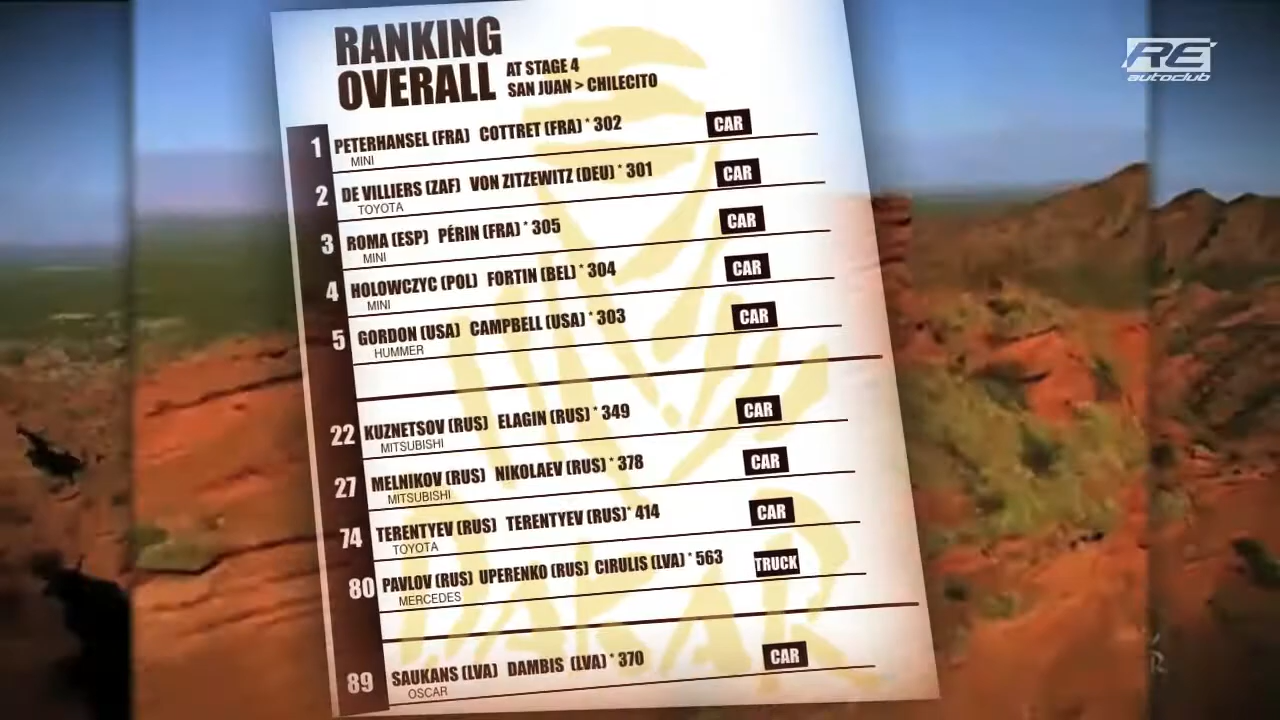 RANKING
OVERALL AT STAGE 4
SAN JUAN > CHILECITO
RE
autoclub
1 PETERHANSEL (FRA) COTTRET (FRA) * 302 CAR
MINI
2 DE VILLIERS (ZAF) VON ZITZEWITZ (DEU) * 301 CAR
TOYOTA
3 ROMA (ESP) PÉRIN (FRA) * 305 CAR
MINI
4 HOLOWCZYC (POL) FORTIN (BEL) * 304 CAR
MINI
5 GORDON (USA) CAMPBELL (USA) * 303 CAR
HUMMER
22 KUZNETSOV (RUS) ELAGIN (RUS) * 349 CAR
MITSUBISHI
27 MELNIKOV (RUS) NIKOLAEV (RUS) * 378 CAR
MITSUBISHI
74 TERENTYEV (RUS) TERENTYEV (RUS) * 414 CAR
TOYOTA
80 PAVLOV (RUS) UPERENKO (RUS) CIRULIS (LVA) * 563 TRUCK
MERCEDES
89 SAUKANS (LVA) DAMBIS (LVA) * 370 CAR
OSCAR
DAKAR